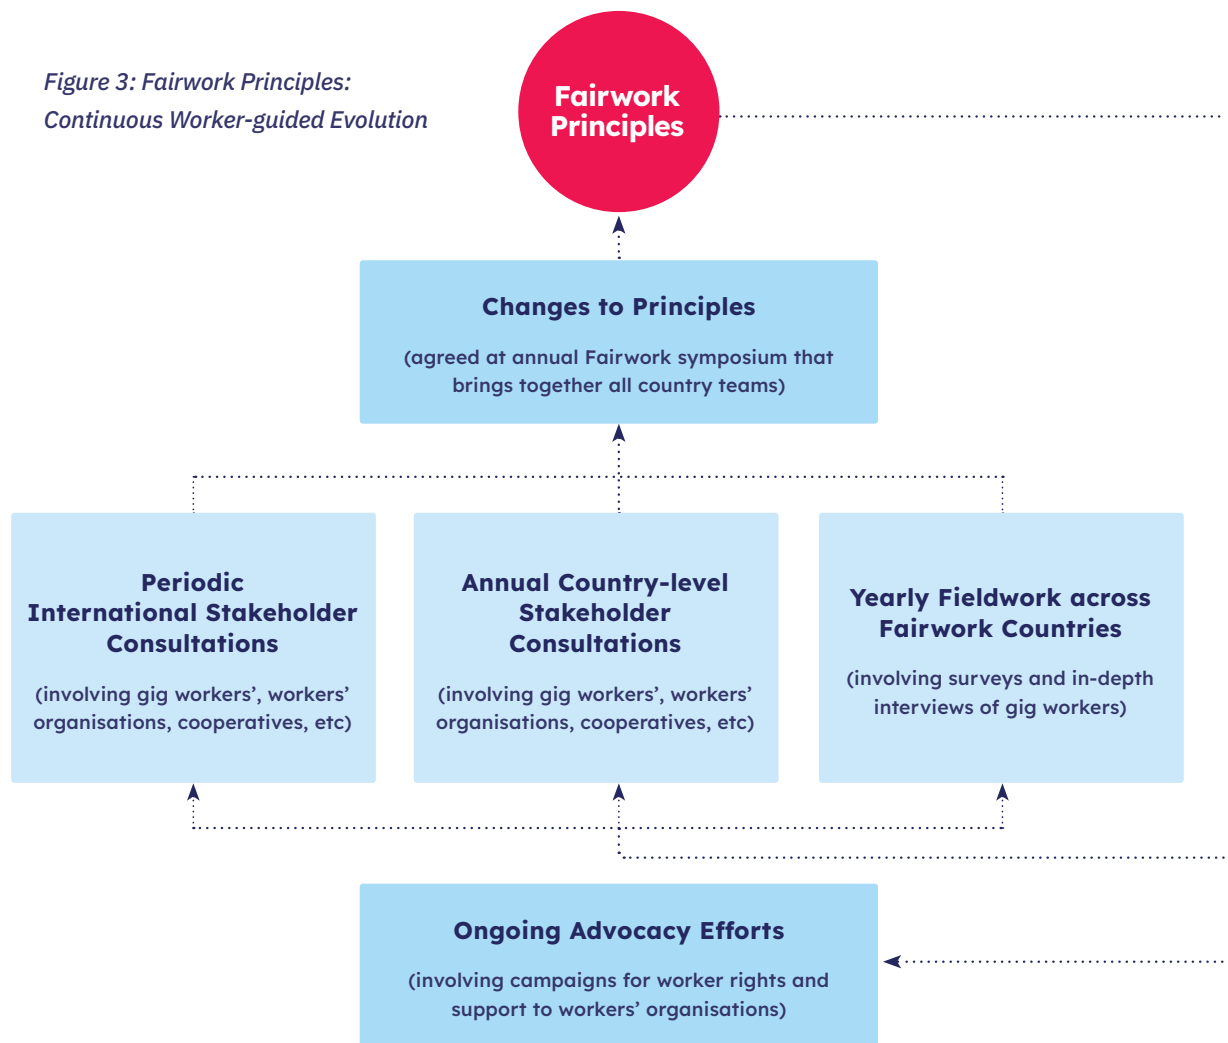 Figure 3: Fairwork Principles:
Continuous Worker-guided Evolution
Fairwork
Principles
Changes to Principles
(agreed at annual Fairwork symposium that
brings together all country teams)
Periodic
International Stakeholder
Consultations
(involving gig workers’, workers’
organisations, cooperatives, etc)
Annual Country-level
Stakeholder
Consultations
(involving gig workers’, workers’
organisations, cooperatives, etc)
Yearly Fieldwork across
Fairwork Countries
(involving surveys and in-depth
interviews of gig workers)
Ongoing Advocacy Efforts
(involving campaigns for worker rights and
support to workers’ organisations)